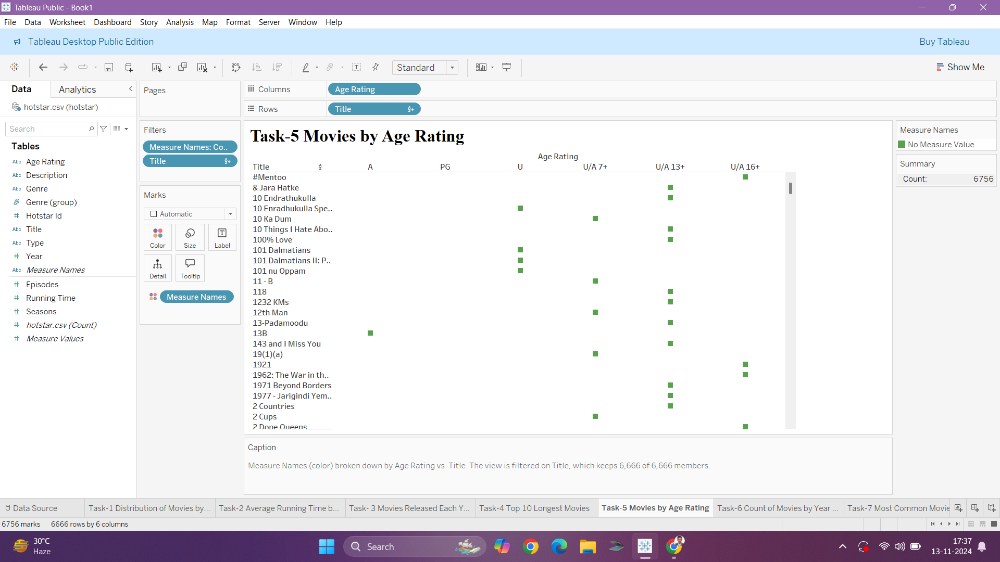 Tableau Public - Book1
File Data Worksheet Dashboard Story Analysis Map Format Server Window Help
Tableau Desktop Public Edition
Buy Tableau
Standard
Show Me
Data
Analytics
hotstar.csv (hotstar)
Search
Tables
Abc Age Rating
Abc Description
Abc Genre
Genre (group)
# Hotstar Id
Abc Title
Abc Type
# Year
Abc Measure Names
# Episodes
# Running Time
# Seasons
# hotstar.csv (Count)
# Measure Values
Pages
Filters
Measure Names: Co..
Title
Marks
Automatic
Color
Size
Label
Detail
Tooltip
Measure Names
Columns
Age Rating
Rows
Title
Task-5 Movies by Age Rating
Age Rating
Title A PG U U/A 7+ U/A 13+ U/A 16+
#Mentoo
& Jara Hatke
10 Endrathukulla
10 Enradhukulla Spe..
10 Ka Dum
10 Things I Hate Abo..
100% Love
101 Dalmatians
101 Dalmatians II: P..
101 nu Oppam
11 - B
118
1232 KMs
12th Man
13-Padamoodu
13B
143 and I Miss You
19(1)(a)
1921
1962: The War in th..
1971 Beyond Borders
1977 - Jarigindi Yem..
2 Countries
2 Cups
2 Dope Queens
Measure Names
No Measure Value
Summary
Count: 6756
Caption
Measure Names (color) broken down by Age Rating vs. Title. The view is filtered on Title, which keeps 6,666 of 6,666 members.
Data Source
Task-1 Distribution of Movies by...
Task-2 Average Running Time b...
Task- 3 Movies Released Each Y...
Task-4 Top 10 Longest Movies
Task-5 Movies by Age Rating
Task-6 Count of Movies by Year ...
Task-7 Most Common Movie
6756 marks 6666 rows by 6 columns
30°C
Haze
Search
17:37
13-11-2024